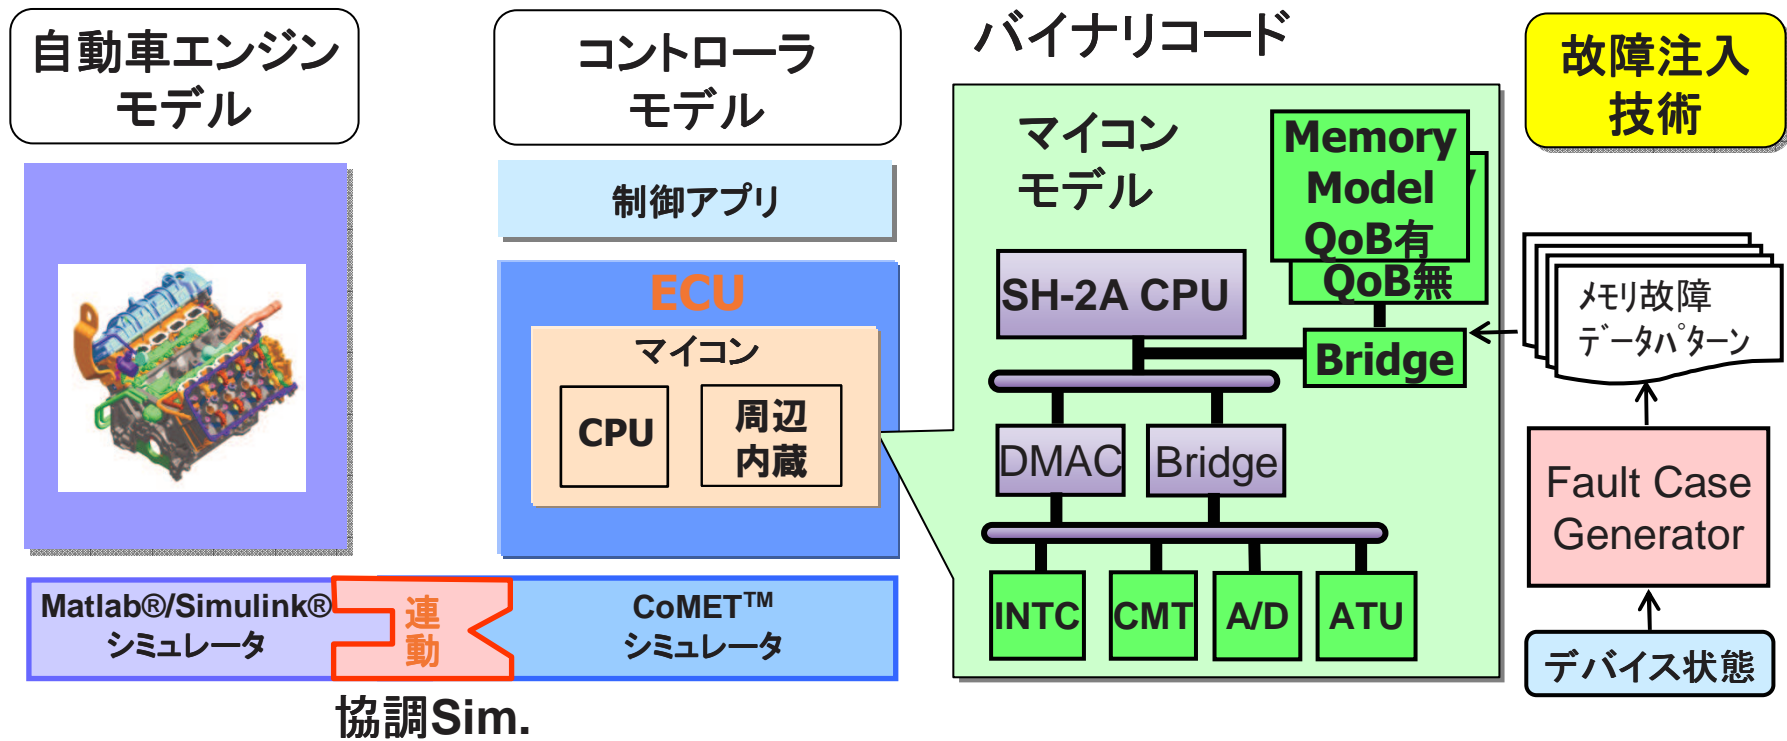 自動車エンジン
モデル
コントローラ
モデル
バイナリコード
故障注入
技術
制御アプリ
ECU
マイコン
CPU
周辺
内蔵
マイコン
モデル
Memory
Model
QoB有
QoB無
SH-2A CPU
Bridge
DMAC
Bridge
INTC
CMT
A/D
ATU
メモリ故障
データパターン
Fault Case
Generator
デバイス状態
Matlab®/Simulink®
シミュレータ
連
動
CoMET™
シミュレータ
協調Sim.